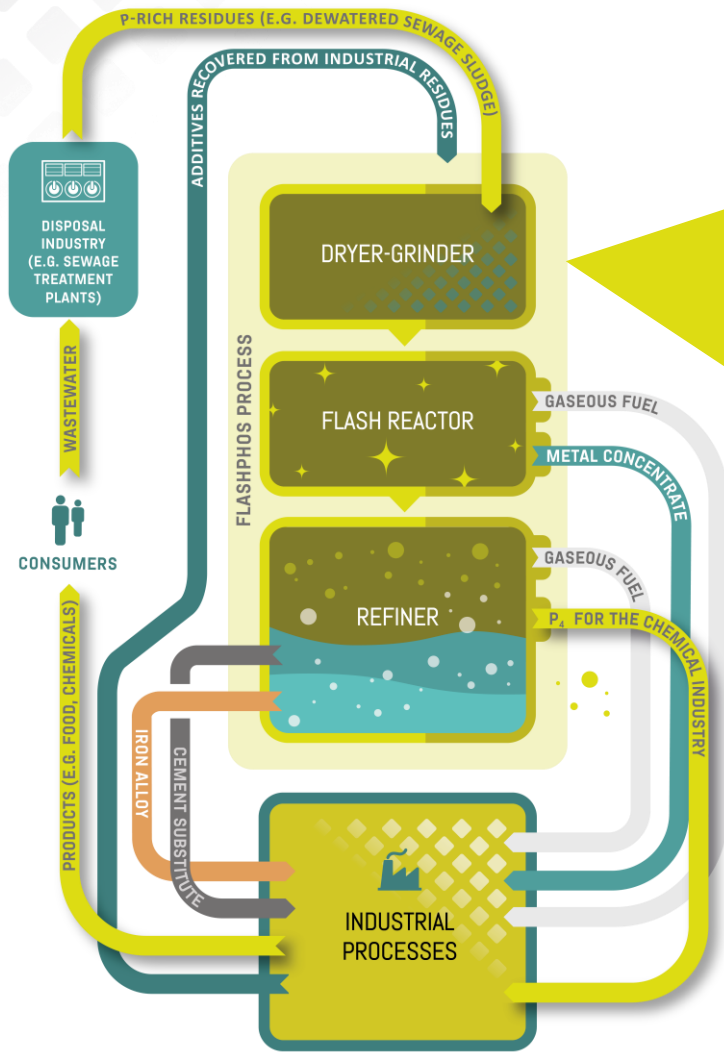 P-RICH RESIDUES (E.G. DEWATERED SEWAGE SLUDGE)
ADDITIVES RECOVERED FROM INDUSTRIAL RESIDUES
DISPOSAL
INDUSTRY
(E.G. SEWAGE
TREATMENT
PLANTS)
WASTEWATER
CONSUMERS
PRODUCTS (E.G. FOOD, CHEMICALS)
FLASHPHOS PROCESS
DRYER-GRINDER
FLASH REACTOR
GASEOUS FUEL
METAL CONCENTRATE
REFINER
GASEOUS FUEL
P₄ FOR THE CHEMICAL INDUSTRY
IRON ALLOY
CEMENT SUBSTITUTE
INDUSTRIAL
PROCESSES